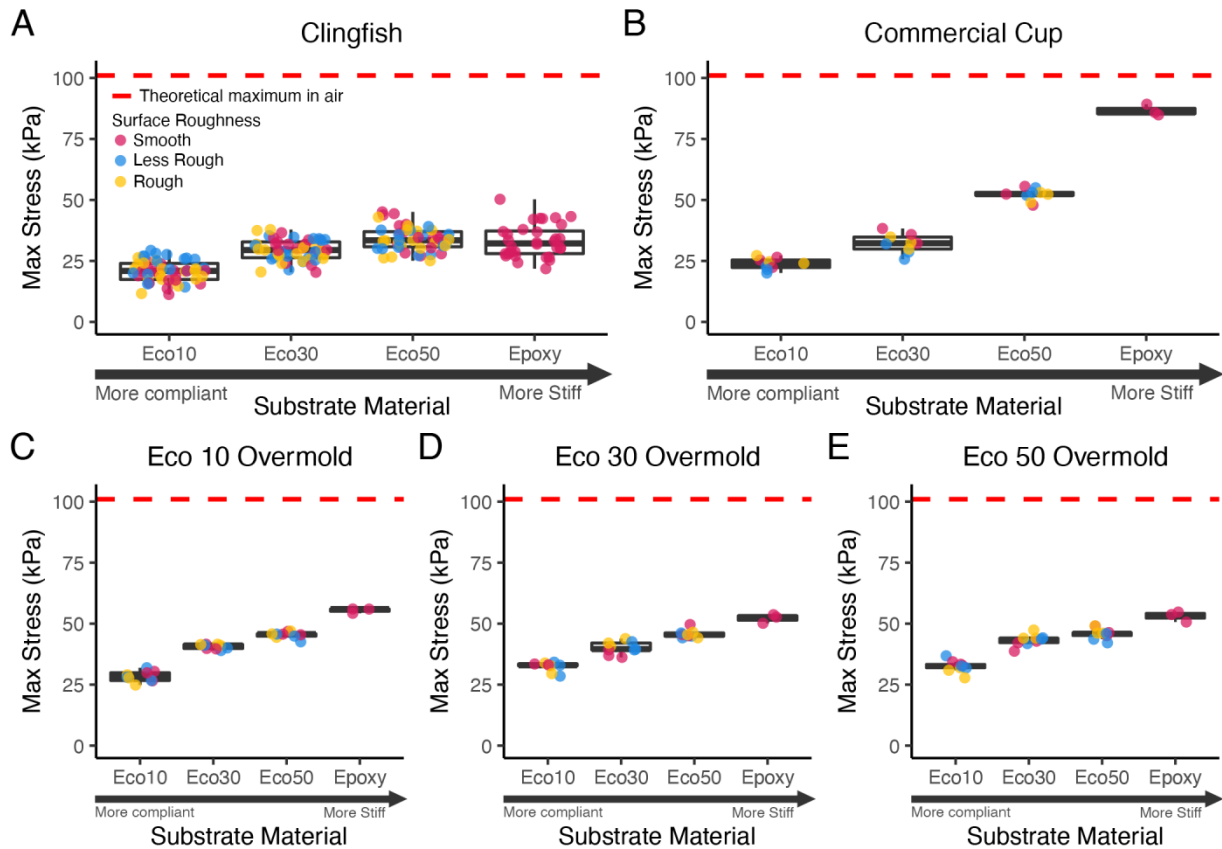 A
Clingfish
100
75
50
25
0
Max Stress (kPa)
Theoretical maximum in air
Surface Roughness
Smooth
Less Rough
Rough
Eco10 Eco30 Eco50 Epoxy
More compliant More Stiff
Substrate Material
B
Commercial Cup
100
75
50
25
0
Max Stress (kPa)
Eco10 Eco30 Eco50 Epoxy
More compliant More Stiff
Substrate Material
C
Eco 10 Overmold
100
75
50
25
0
Max Stress (kPa)
Eco10 Eco30 Eco50 Epoxy
More compliant More Stiff
Substrate Material
D
Eco 30 Overmold
100
75
50
25
0
Max Stress (kPa)
Eco10 Eco30 Eco50 Epoxy
More compliant More Stiff
Substrate Material
E
Eco 50 Overmold
100
75
50
25
0
Max Stress (kPa)
Eco10 Eco30 Eco50 Epoxy
More compliant More Stiff
Substrate Material